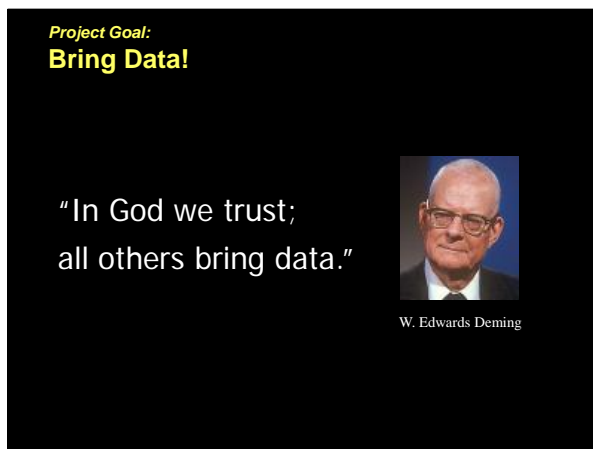 Project Goal:
Bring Data!
“In God we trust;
all others bring data.”
W. Edwards Deming